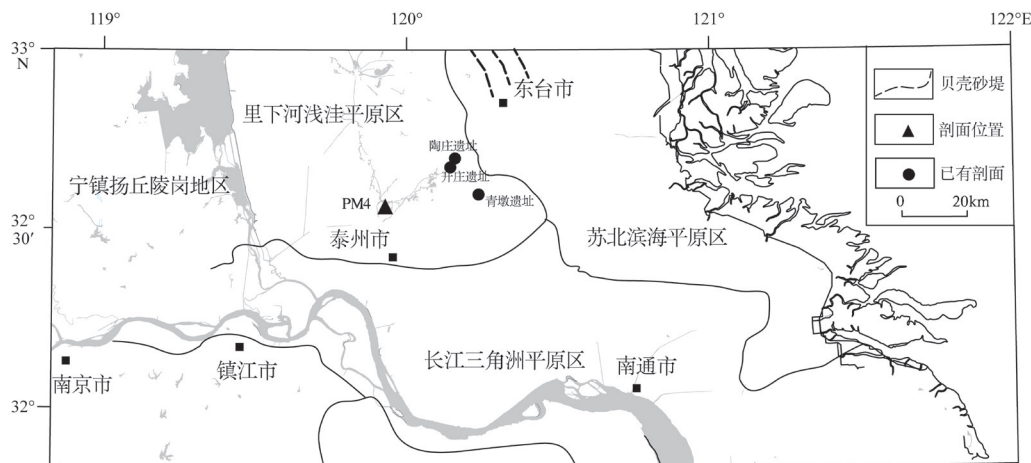 119°
120°
121°
122°E
33°
N
东台市
贝壳砂堤
里下河浅洼平原区
陶庄遗址
剖面位置
开庄遗址
已有剖面
宁镇扬丘陵岗地区
青墩遗址
PM4
0 20km
32°
30′
泰州市
苏北滨海平原区
长江三角洲平原区
南通市
镇江市
南京市
32°